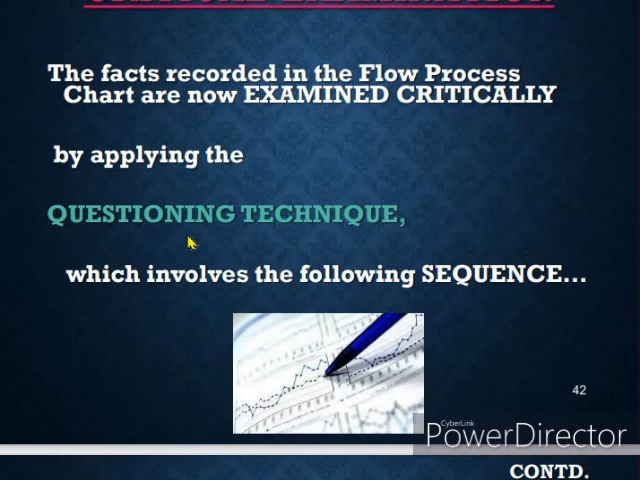 The facts recorded in the Flow Process
Chart are now EXAMINED CRITICALLY
by applying the
QUESTIONING TECHNIQUE,
which involves the following SEQUENCE...
42
CyberLink
PowerDirector
CONTD.